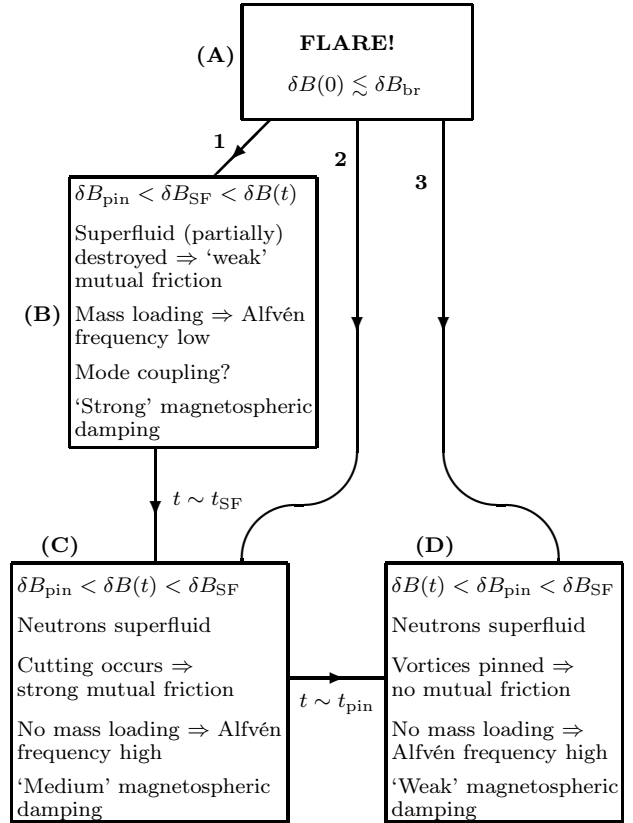 (A)
FLARE!
δB(0) ≲ δB_br
1
2
3
(B)
δB_pin < δB_SF < δB(t)
Superfluid (partially)
destroyed ⇒ ‘weak’
mutual friction
Mass loading ⇒ Alfvén
frequency low
Mode coupling?
‘Strong’ magnetospheric
damping
t ∼ t_SF
(C)
δB_pin < δB(t) < δB_SF
Neutrons superfluid
Cutting occurs ⇒
strong mutual friction
No mass loading ⇒ Alfvén
frequency high
‘Medium’ magnetospheric
damping
t ∼ t_pin
(D)
δB(t) < δB_pin < δB_SF
Neutrons superfluid
Vortices pinned ⇒
no mutual friction
No mass loading ⇒
Alfvén frequency high
‘Weak’ magnetospheric
damping